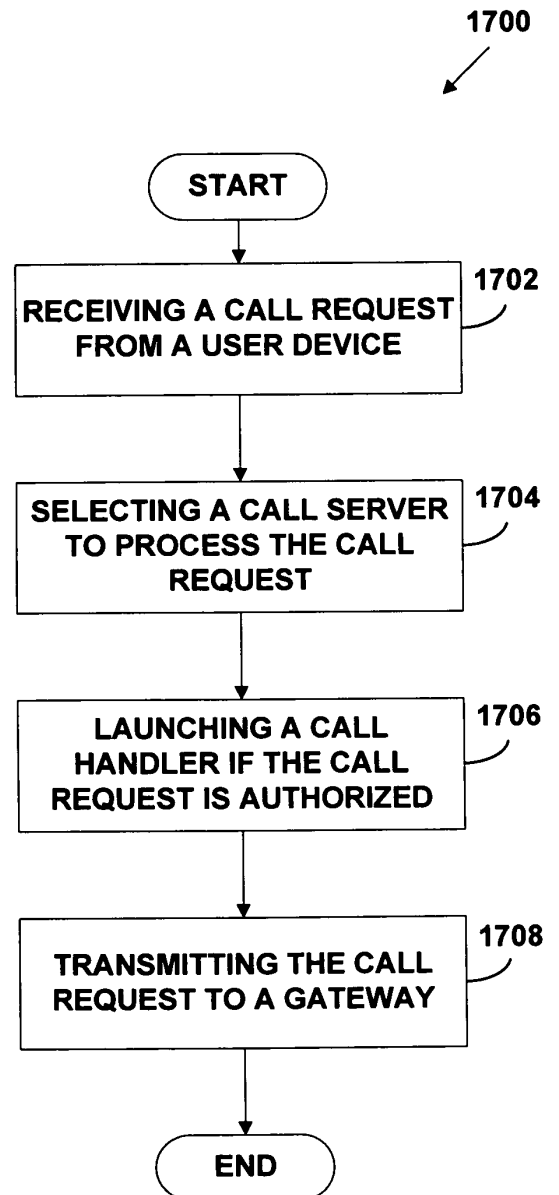 1700
START
1702
RECEIVING A CALL REQUEST
FROM A USER DEVICE
1704
SELECTING A CALL SERVER
TO PROCESS THE CALL
REQUEST
1706
LAUNCHING A CALL
HANDLER IF THE CALL
REQUEST IS AUTHORIZED
1708
TRANSMITTING THE CALL
REQUEST TO A GATEWAY
END